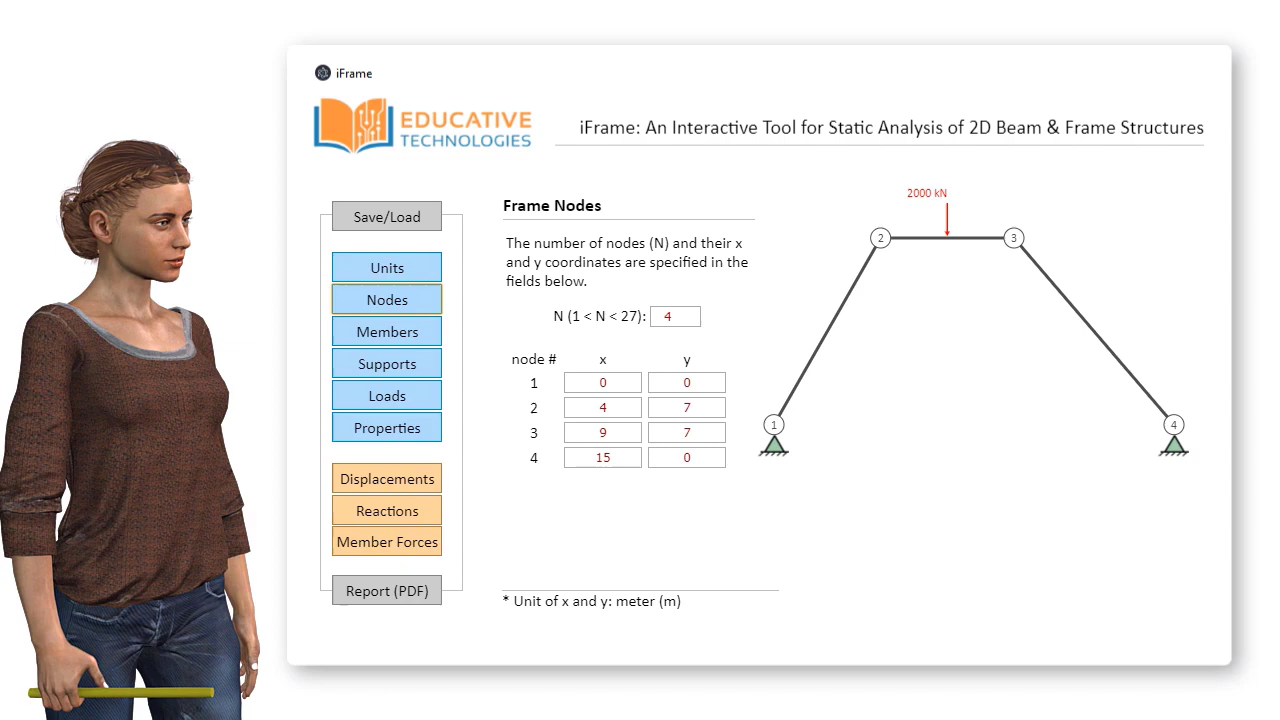 iFrame
EDUCATIVE
TECHNOLOGIES
iFrame: An Interactive Tool for Static Analysis of 2D Beam & Frame Structures
Save/Load
Units
Nodes
Members
Supports
Loads
Properties
Displacements
Reactions
Member Forces
Report (PDF)
Frame Nodes
The number of nodes (N) and their x
and y coordinates are specified in the
fields below.
N (1 < N < 27): 4
node # x y
1 0 0
2 4 7
3 9 7
4 15 0
* Unit of x and y: meter (m)
2000 kN
2 3
1 4